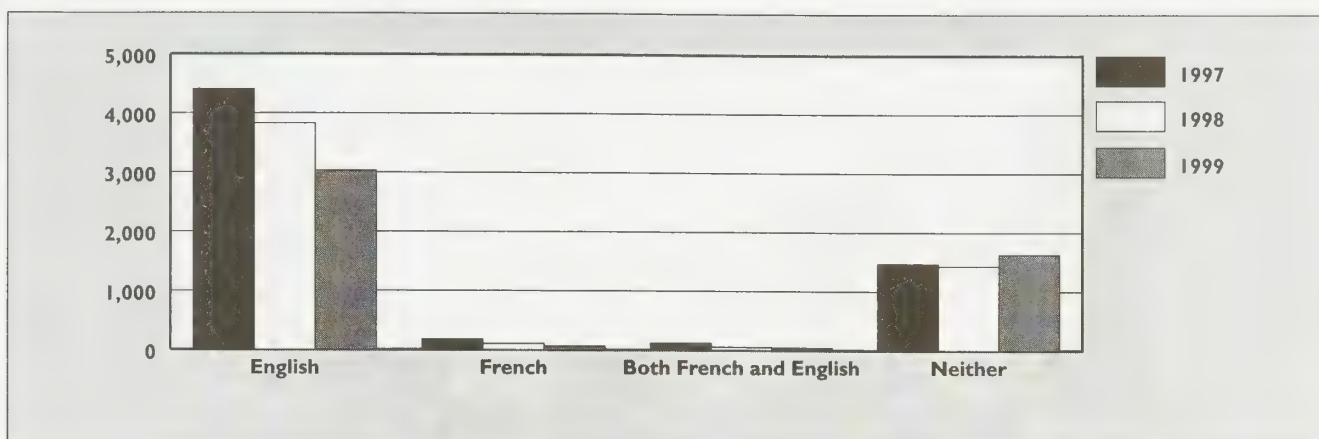 5,000
4,000
3,000
2,000
1,000
0
English
French
Both French and English
Neither
1997
1998
1999